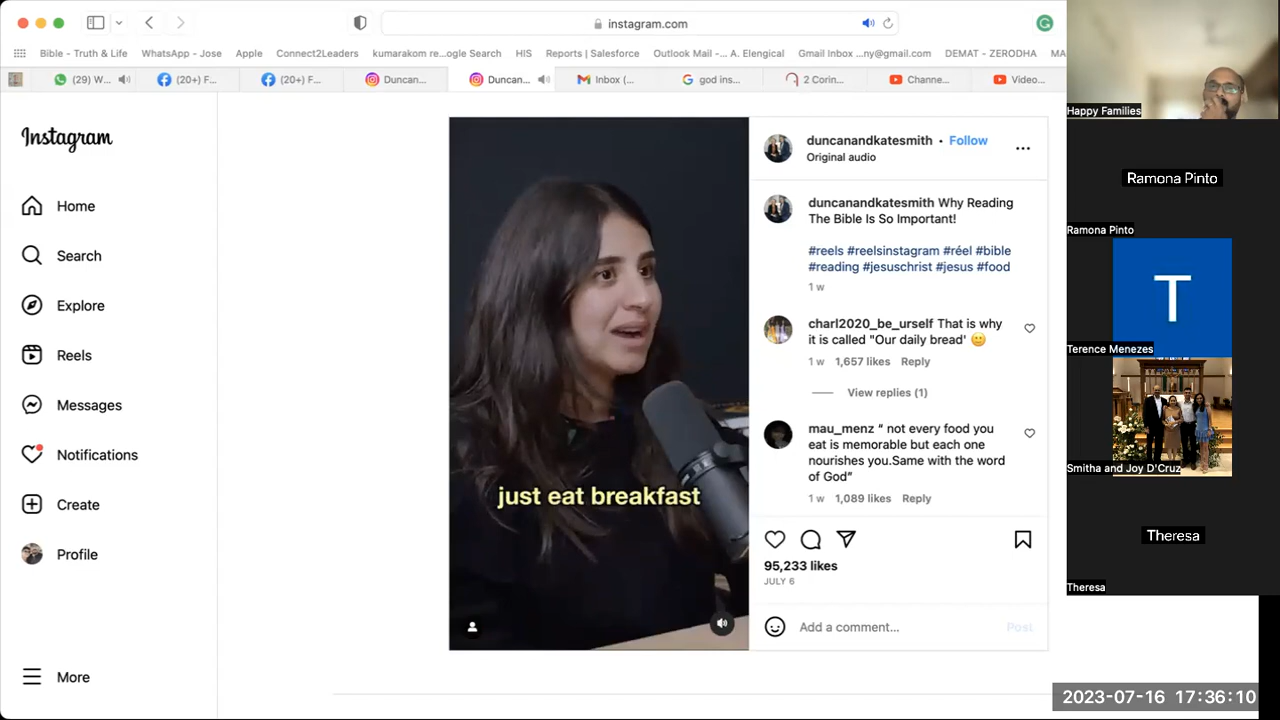 instagram.com
Bible - Truth & Life
WhatsApp - Jose
Apple
Connect2Leaders
kumarakom re...ogle Search
HIS
Reports | Salesforce
Outlook Mail -... A. Elengical
Gmail Inbox ...ny@gmail.com
DEMAT - ZERODHA
MA
(29) W...
(20+) F...
(20+) F...
Duncan...
Duncan...
Inbox (...
god ins...
2 Corin...
Channe...
Video...
Instagram
Home
Search
Explore
Reels
Messages
Notifications
Create
Profile
More
just eat breakfast
duncanandkatesmith • Follow
Original audio
duncanandkatesmith Why Reading
The Bible Is So Important!
#reels #reelsinstagram #réel #bible
#reading #jesuschrist #jesus #food
1 w
charl2020_be_urself That is why
it is called "Our daily bread' 🙂
1 w 1,657 likes Reply
View replies (1)
mau_menz “ not every food you
eat is memorable but each one
nourishes you.Same with the word
of God”
1 w 1,089 likes Reply
95,233 likes
JULY 6
Add a comment...
Post
Happy Families
Ramona Pinto
Ramona Pinto
T
Terence Menezes
Smitha and Joy D'Cruz
Theresa
Theresa
2023-07-16 17:36:10